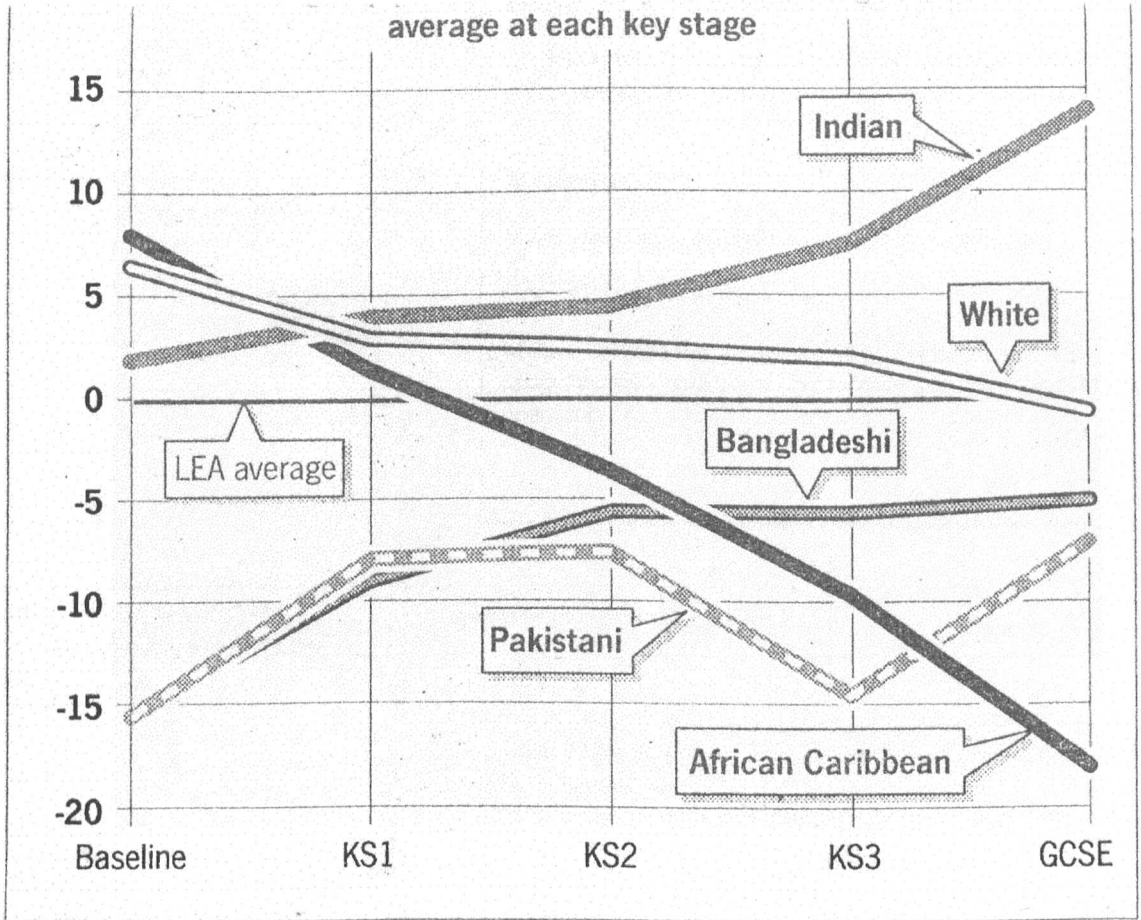 average at each key stage
15
Indian
10
5
White
0
Bangladeshi
LEA average
-5
-10
Pakistani
-15
African Caribbean
-20
Baseline KS1 KS2 KS3 GCSE